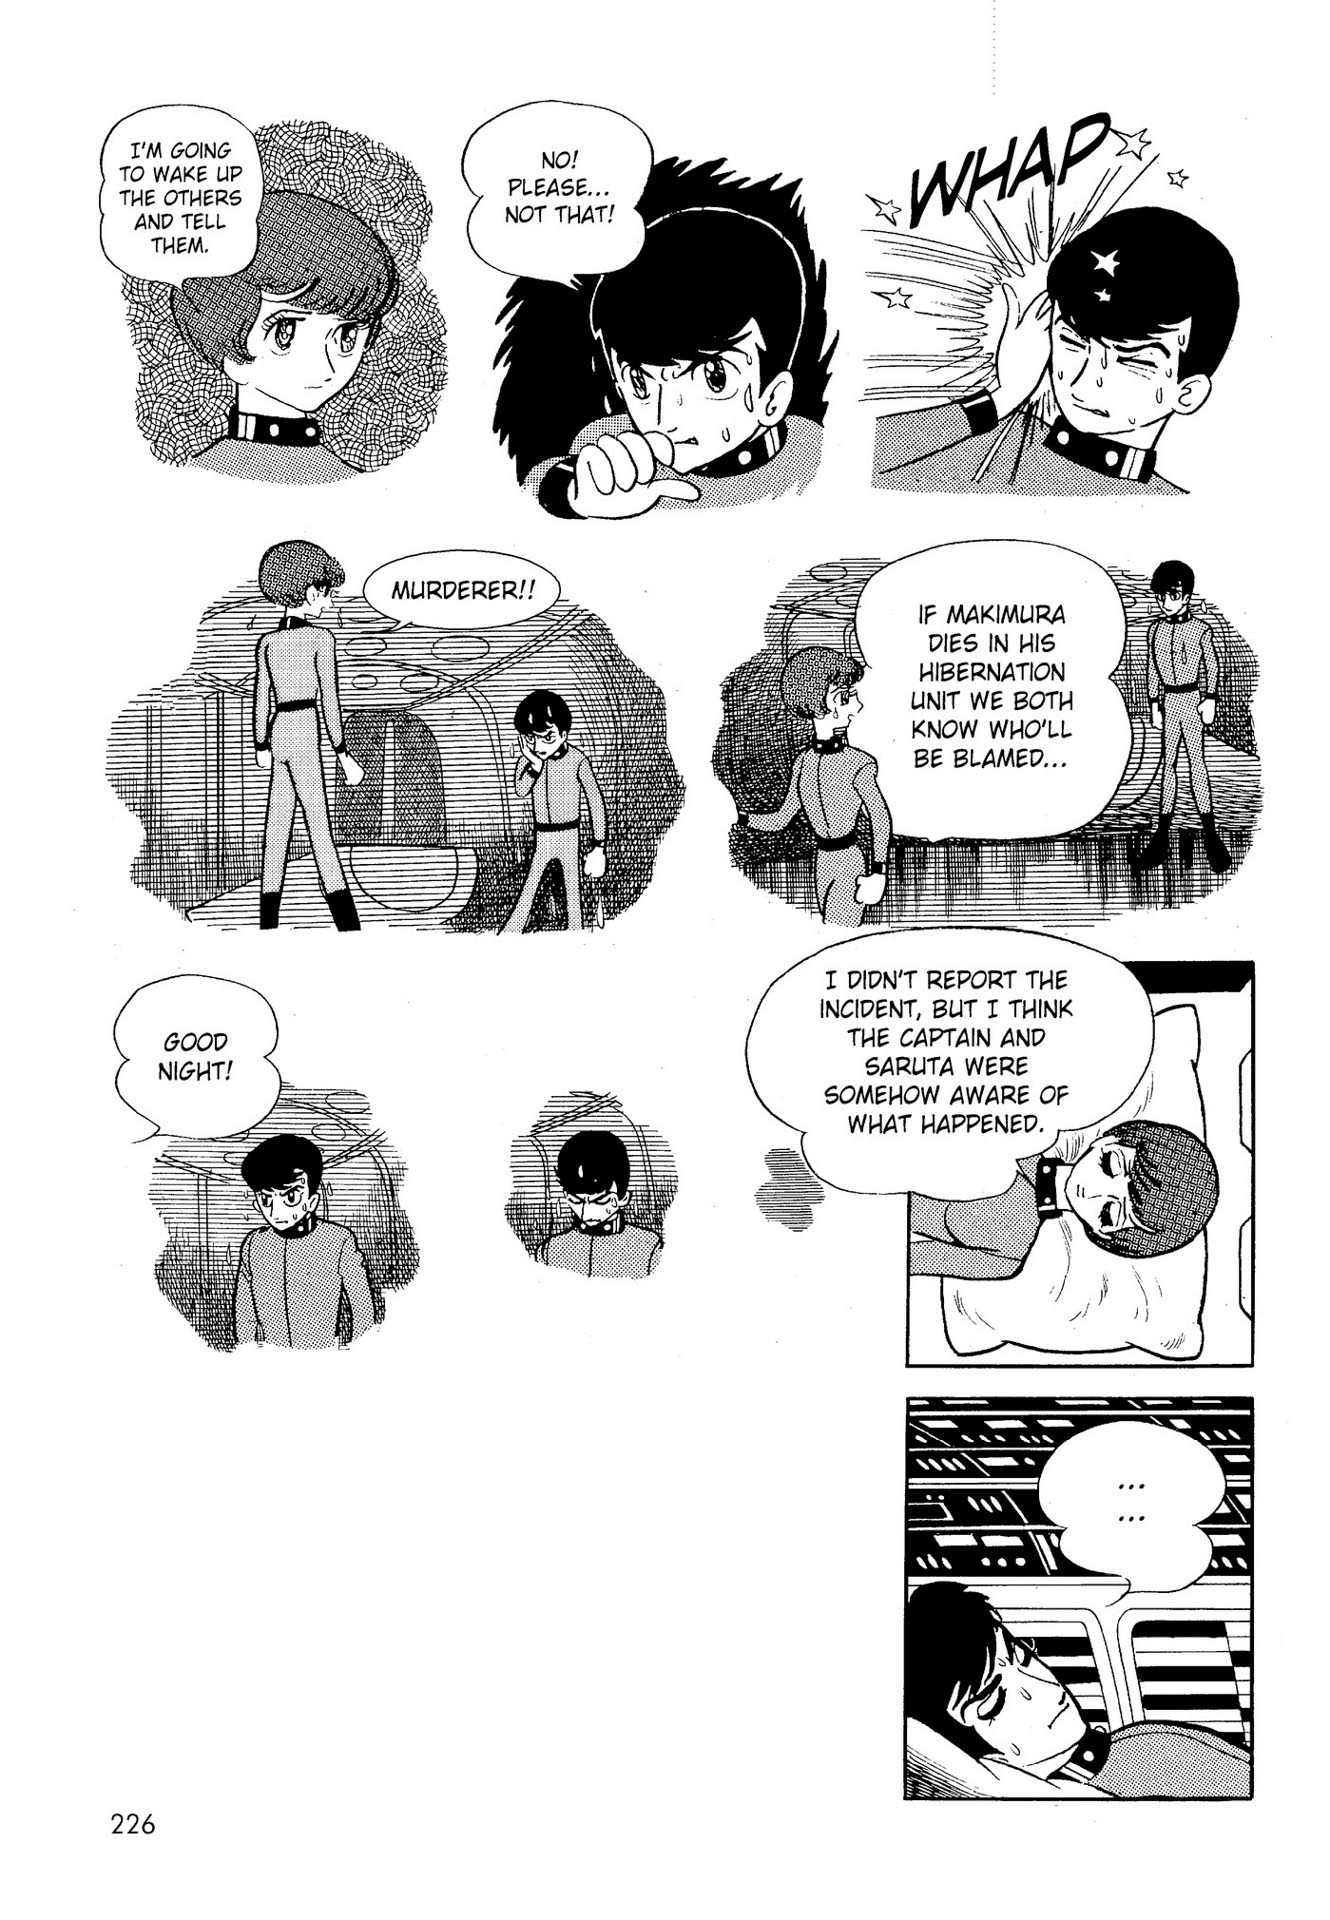 I'M GOING
TO WAKE UP
THE OTHERS
AND TELL
THEM.
NO!
PLEASE...
NOT THAT!
WHAP
MURDERER!!
IF MAKIMURA
DIES IN HIS
HIBERNATION
UNIT WE BOTH
KNOW WHO'LL
BE BLAMED...
GOOD
NIGHT!
I DIDN'T REPORT THE
INCIDENT, BUT I THINK
THE CAPTAIN AND
SARUTA WERE
SOMEHOW AWARE OF
WHAT HAPPENED.
...
...
226